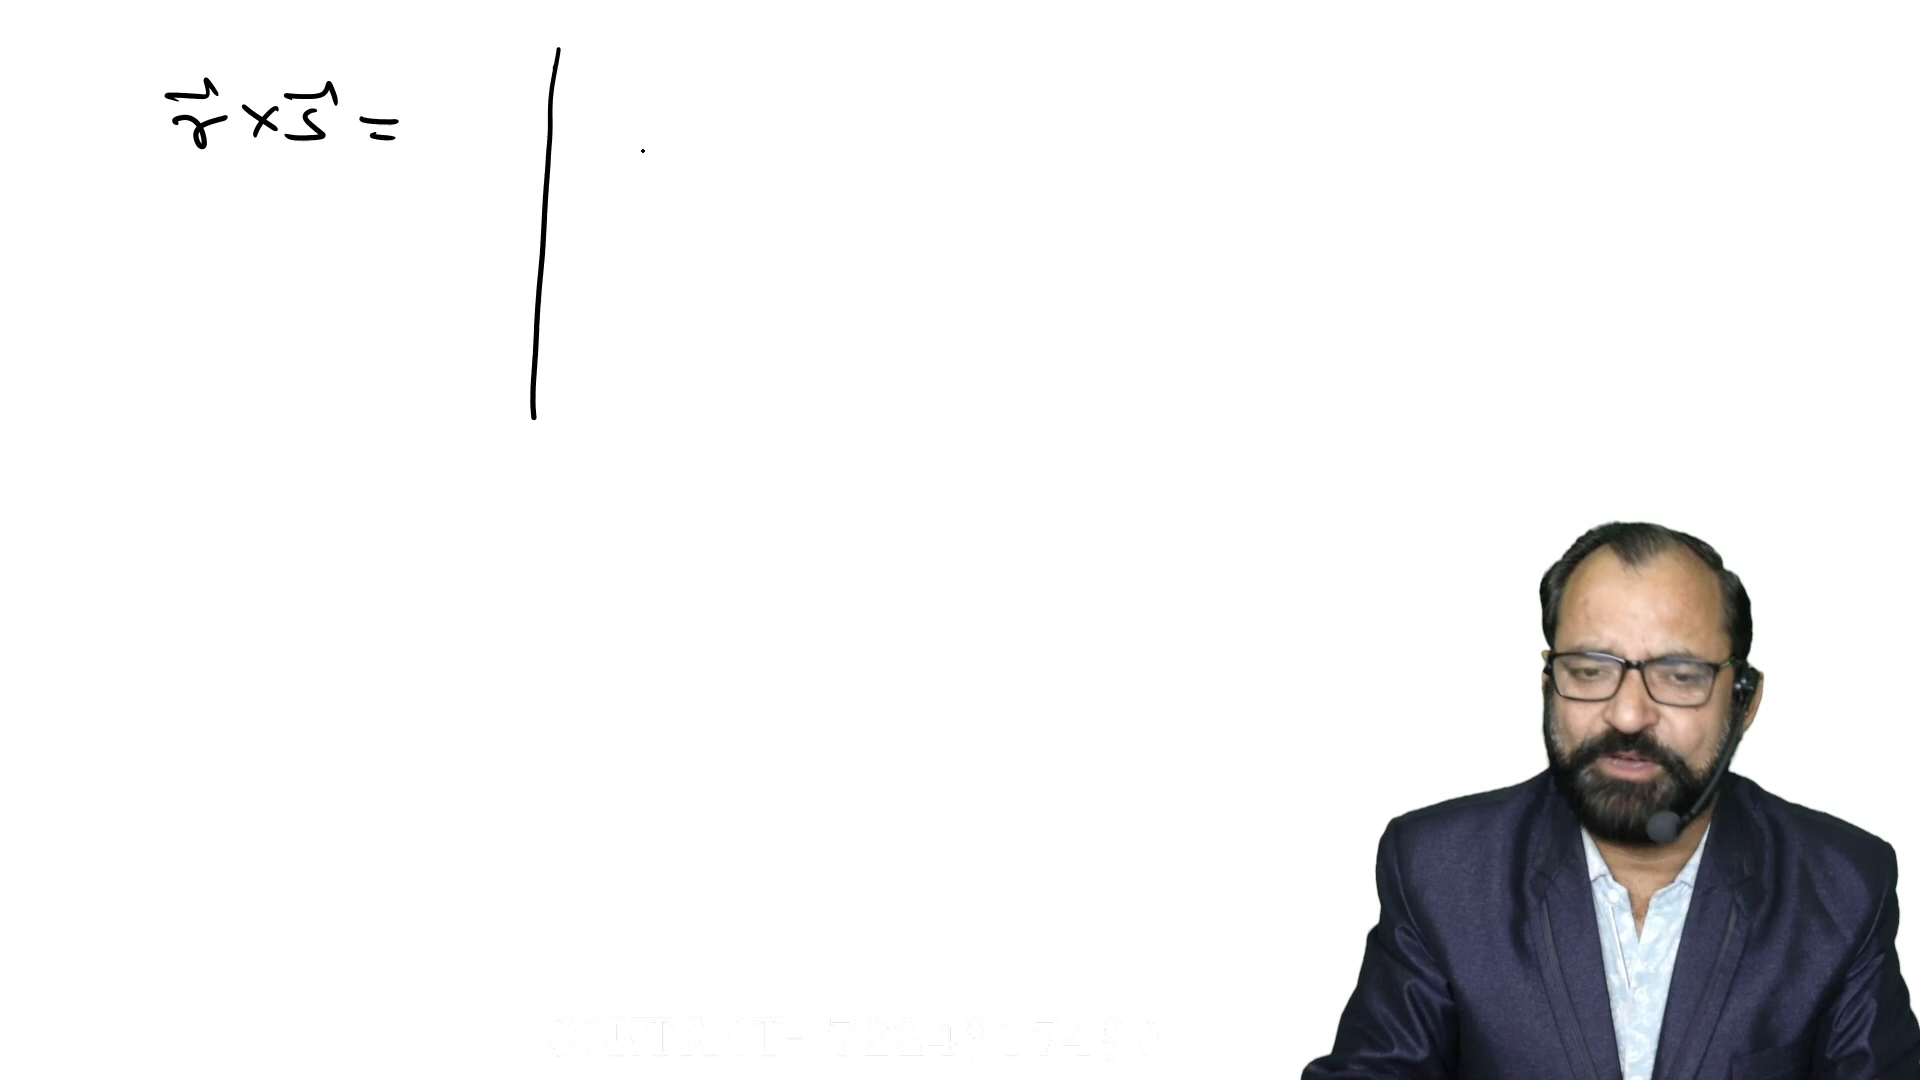 r⃗ × s⃗ =